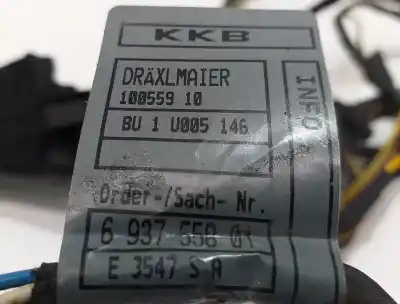 KKB
DRÄXLMAIER
100559 10
BU 1 U005 146
Order-/Sach- Nr.
6 937 558 01
E 3547 S A
INFO